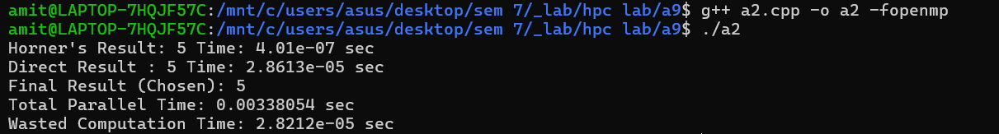 amit@LAPTOP-7HQJF57C:/mnt/c/users/asus/desktop/sem 7/_lab/hpc lab/a9$ g++ a2.cpp -o a2 -fopenmp
amit@LAPTOP-7HQJF57C:/mnt/c/users/asus/desktop/sem 7/_lab/hpc lab/a9$ ./a2
Horner's Result: 5 Time: 4.01e-07 sec
Direct Result : 5 Time: 2.8613e-05 sec
Final Result (Chosen): 5
Total Parallel Time: 0.00338054 sec
Wasted Computation Time: 2.8212e-05 sec